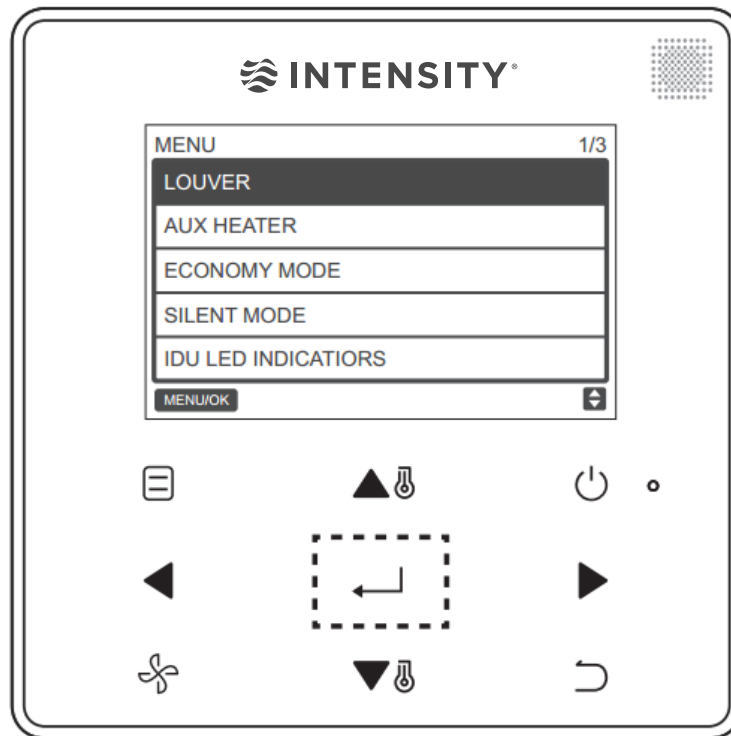 INTENSITY®
MENU 1/3
LOUVER
AUX HEATER
ECONOMY MODE
SILENT MODE
IDU LED INDICATIORS
MENU/OK